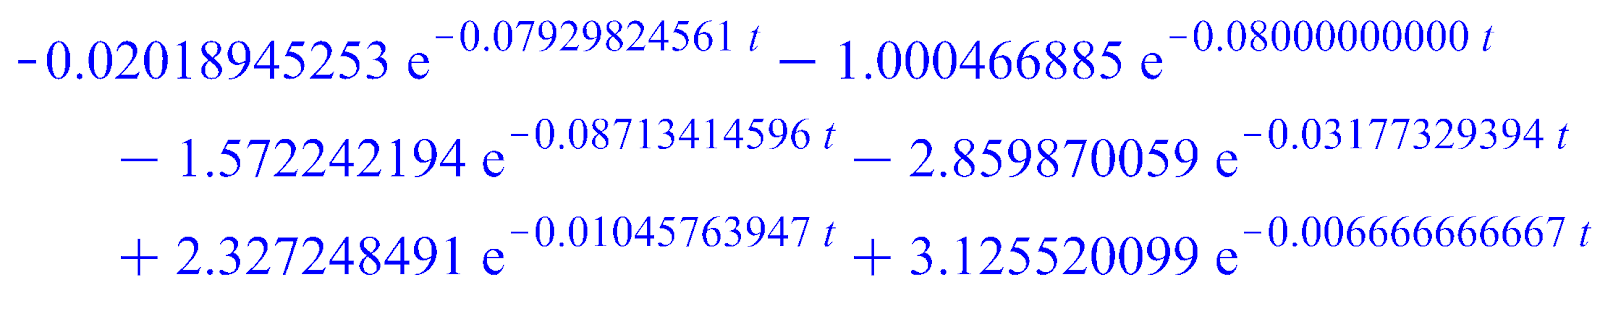 -0.02018945253 e^{-0.07929824561 t} − 1.000466885 e^{-0.08000000000 t}
− 1.572242194 e^{-0.08713414596 t} − 2.859870059 e^{-0.03177329394 t}
+ 2.327248491 e^{-0.01045763947 t} + 3.125520099 e^{-0.006666666667 t}